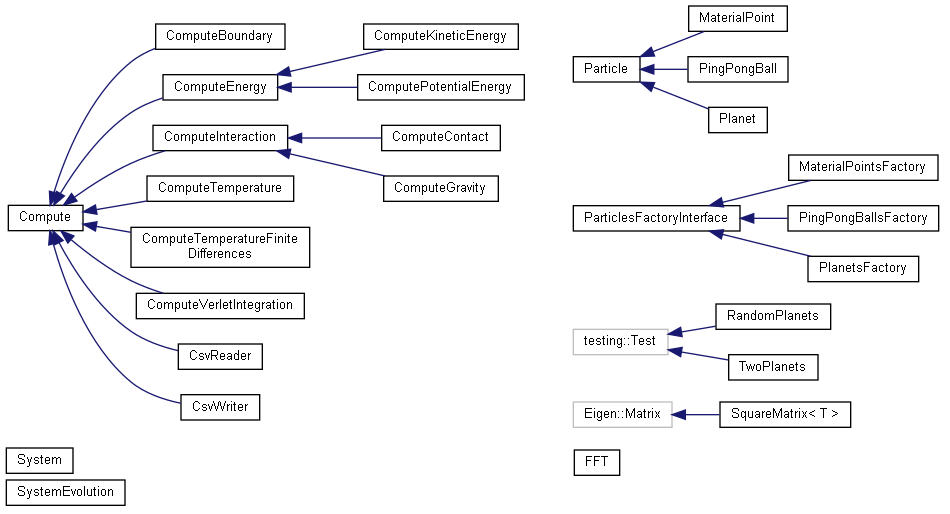 ComputeBoundary
ComputeEnergy
ComputeKineticEnergy
ComputePotentialEnergy
ComputeInteraction
ComputeContact
ComputeGravity
ComputeTemperature
Compute
ComputeTemperatureFinite
Differences
ComputeVerletIntegration
CsvReader
CsvWriter
System
SystemEvolution
MaterialPoint
Particle
PingPongBall
Planet
MaterialPointsFactory
ParticlesFactoryInterface
PingPongBallsFactory
PlanetsFactory
RandomPlanets
testing::Test
TwoPlanets
Eigen::Matrix
SquareMatrix< T >
FFT